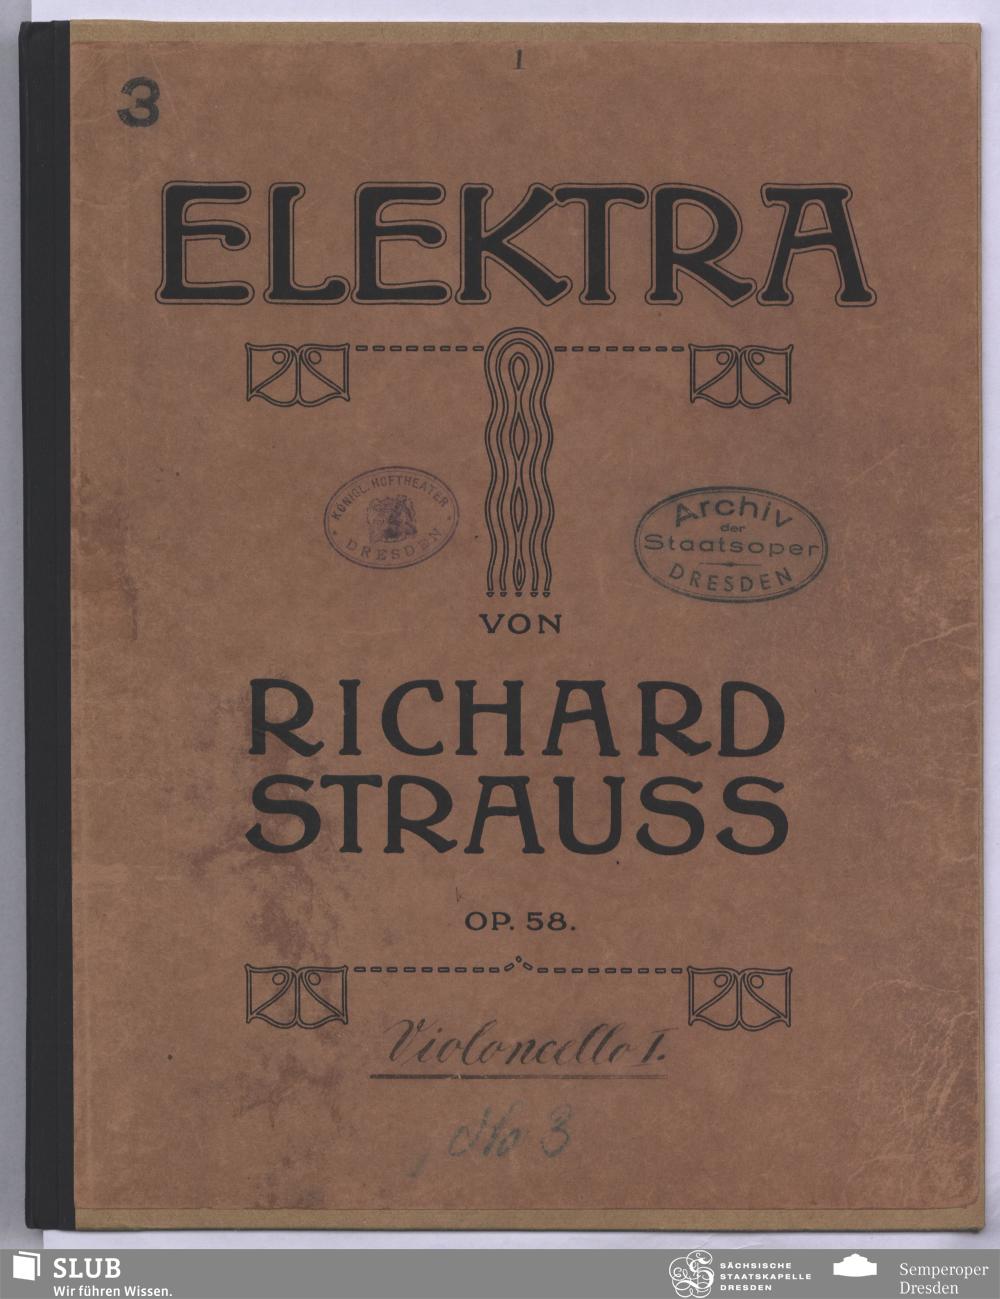 1
3
ELEKTRA
KÖNIGL. HOFTHEATER
DRESDEN
Archiv
der
Staatsoper
DRESDEN
VON
RICHARD
STRAUSS
OP. 58.
Violoncello I.
No 3
SLUB
Wir führen Wissen.
SÄCHSISCHE
STAATSKAPELLE
DRESDEN
Semperoper
Dresden